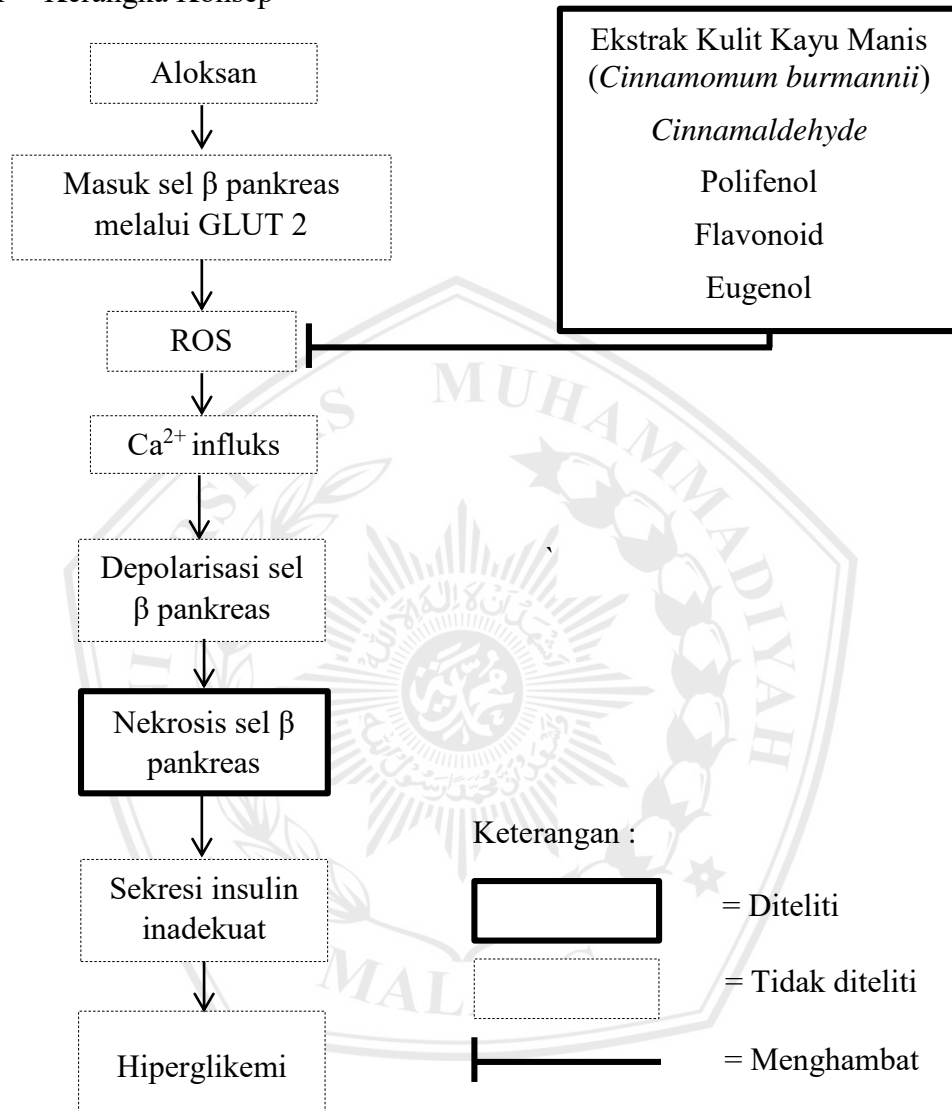 Kerangka Konsep
Aloksan
Masuk sel β pankreas
melalui GLUT 2
ROS
Ca²⁺ influks
Depolarisasi sel
β pankreas
Nekrosis sel β
pankreas
Sekresi insulin
inadekuat
Hiperglikemi
Ekstrak Kulit Kayu Manis
(Cinnamomum burmannii)
Cinnamaldehyde
Polifenol
Flavonoid
Eugenol
`
Keterangan :
= Diteliti
= Tidak diteliti
= Menghambat
MUHAMMADIYAH